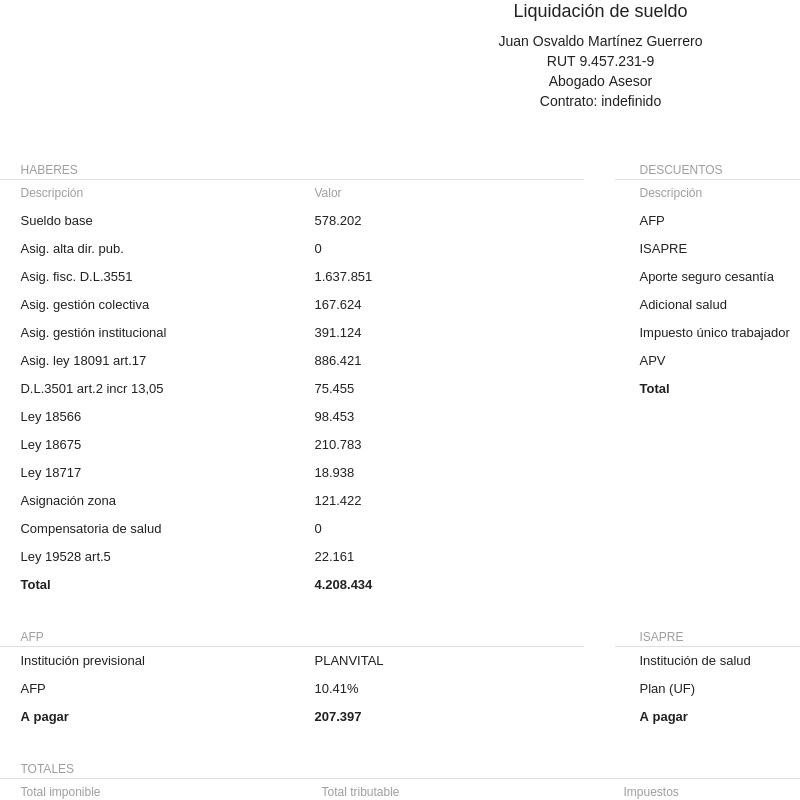 Liquidación de sueldo
Juan Osvaldo Martínez Guerrero
RUT 9.457.231-9
Abogado Asesor
Contrato: indefinido
HABERES
Descripción Valor
Sueldo base 578.202
Asig. alta dir. pub. 0
Asig. fisc. D.L.3551 1.637.851
Asig. gestión colectiva 167.624
Asig. gestión institucional 391.124
Asig. ley 18091 art.17 886.421
D.L.3501 art.2 incr 13,05 75.455
Ley 18566 98.453
Ley 18675 210.783
Ley 18717 18.938
Asignación zona 121.422
Compensatoria de salud 0
Ley 19528 art.5 22.161
Total 4.208.434
DESCUENTOS
Descripción
AFP
ISAPRE
Aporte seguro cesantía
Adicional salud
Impuesto único trabajador
APV
Total
AFP
Institución previsional PLANVITAL
AFP 10.41%
A pagar 207.397
ISAPRE
Institución de salud
Plan (UF)
A pagar
TOTALES
Total imponible Total tributable Impuestos